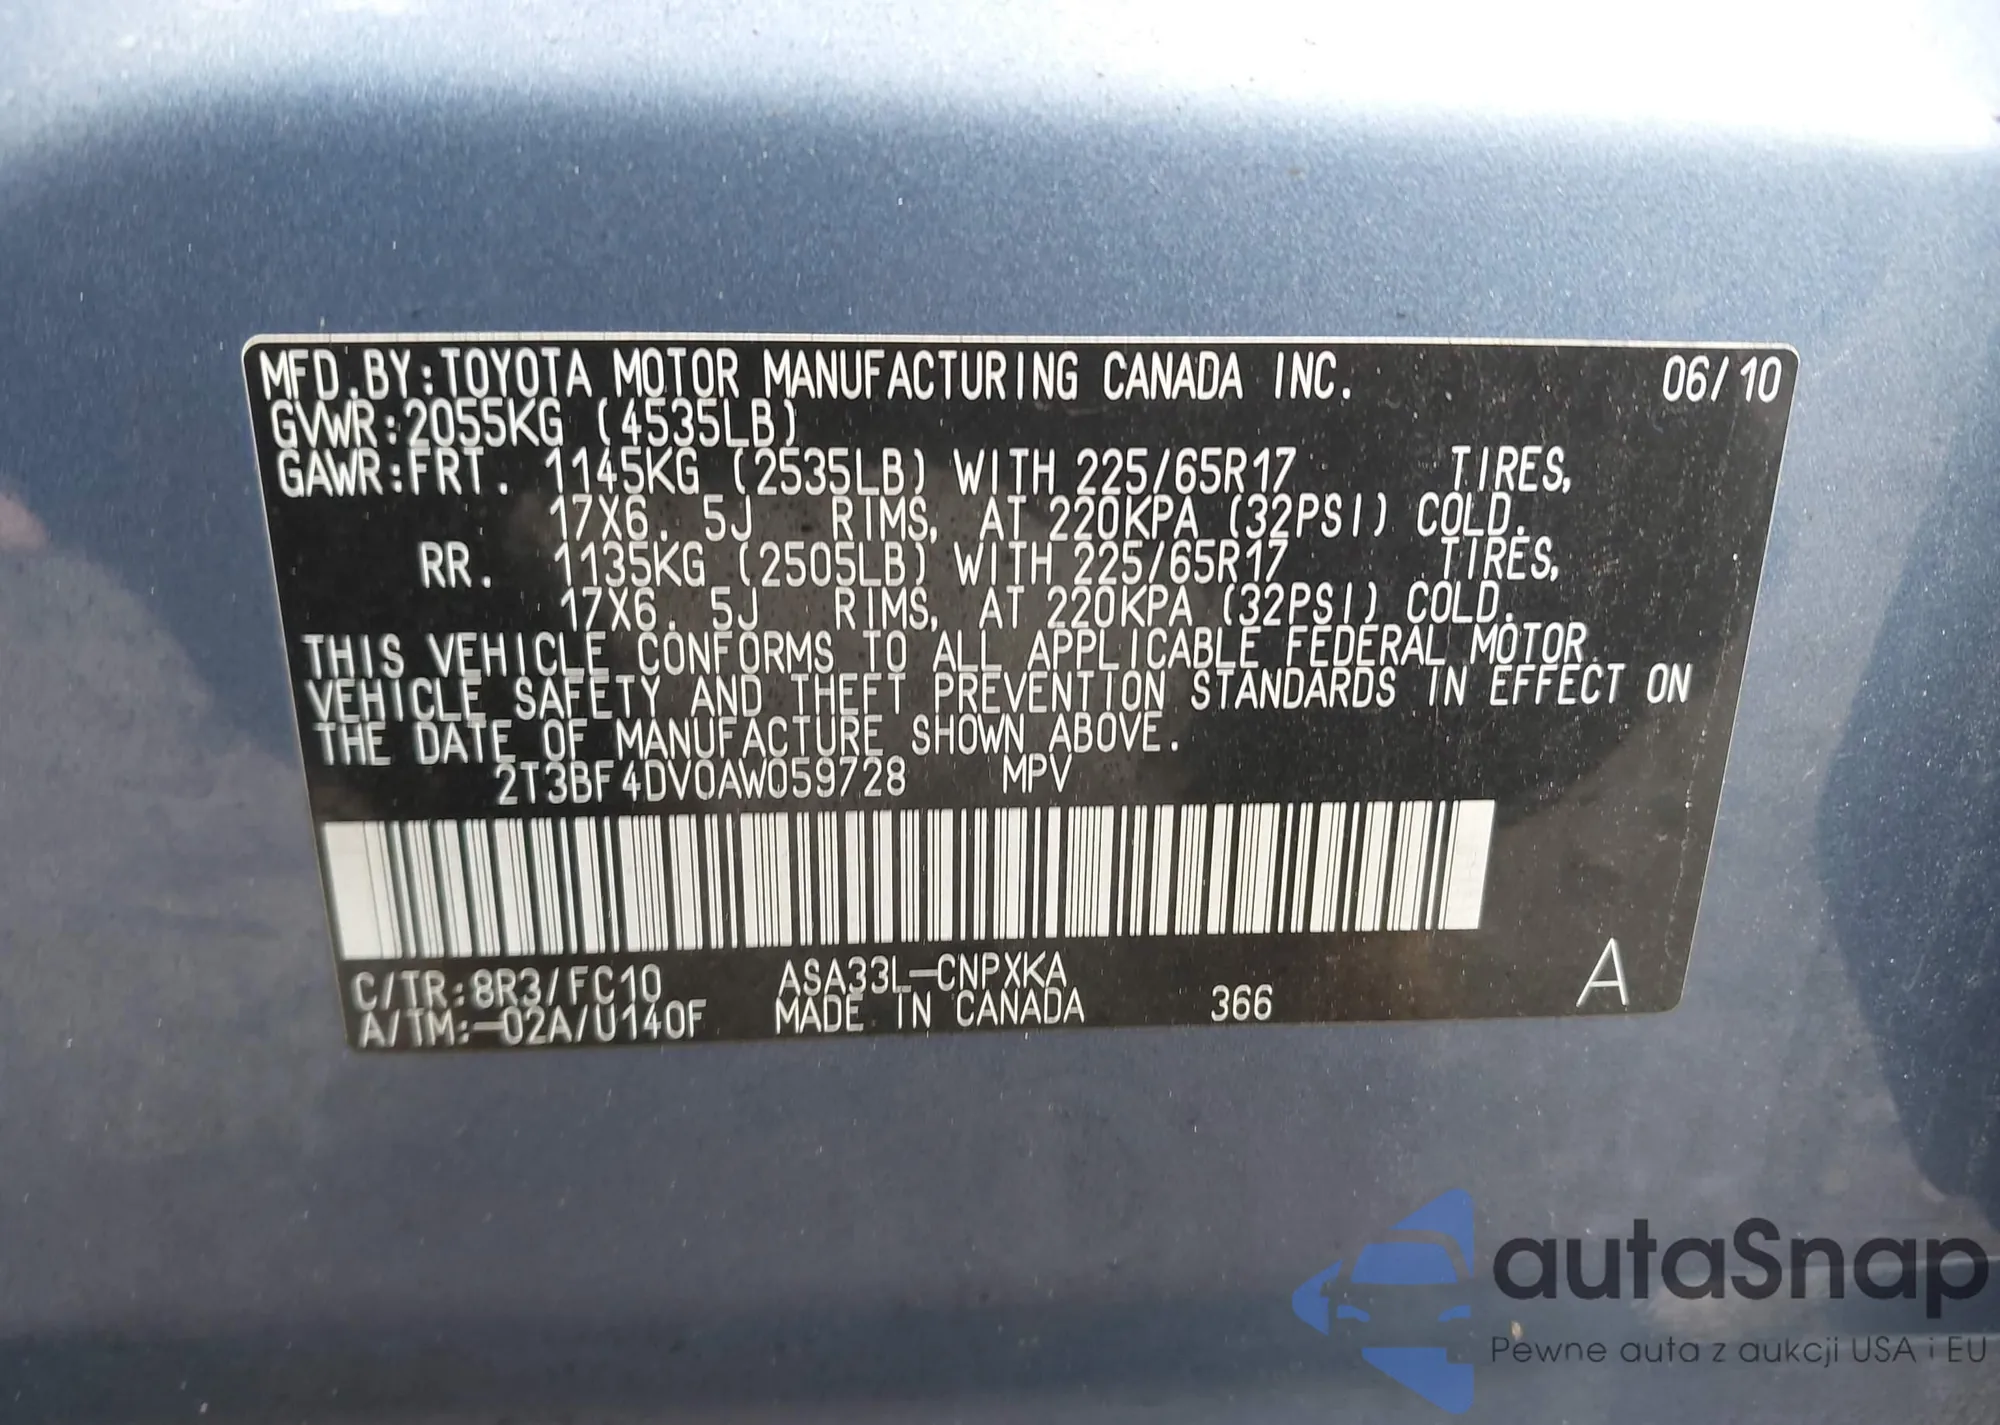 MFD.BY:TOYOTA MOTOR MANUFACTURING CANADA INC. 06/10
GVWR:2055KG (4535LB)
GAWR:FRT. 1145KG (2535LB) WITH 225/65R17 TIRES,
17X6.5J RIMS, AT 220KPA (32PSI) COLD.
RR. 1135KG (2505LB) WITH 225/65R17 TIRES,
17X6.5J RIMS, AT 220KPA (32PSI) COLD.
THIS VEHICLE CONFORMS TO ALL APPLICABLE FEDERAL MOTOR
VEHICLE SAFETY AND THEFT PREVENTION STANDARDS IN EFFECT ON
THE DATE OF MANUFACTURE SHOWN ABOVE.
2T3BF4DV0AW059728 MPV
C/TR:8R3/FC10 ASA33L-CNPXKA
A/TM:-02A/U140F MADE IN CANADA 366 A
autaSnap
Pewne auta z aukcji USA i EU